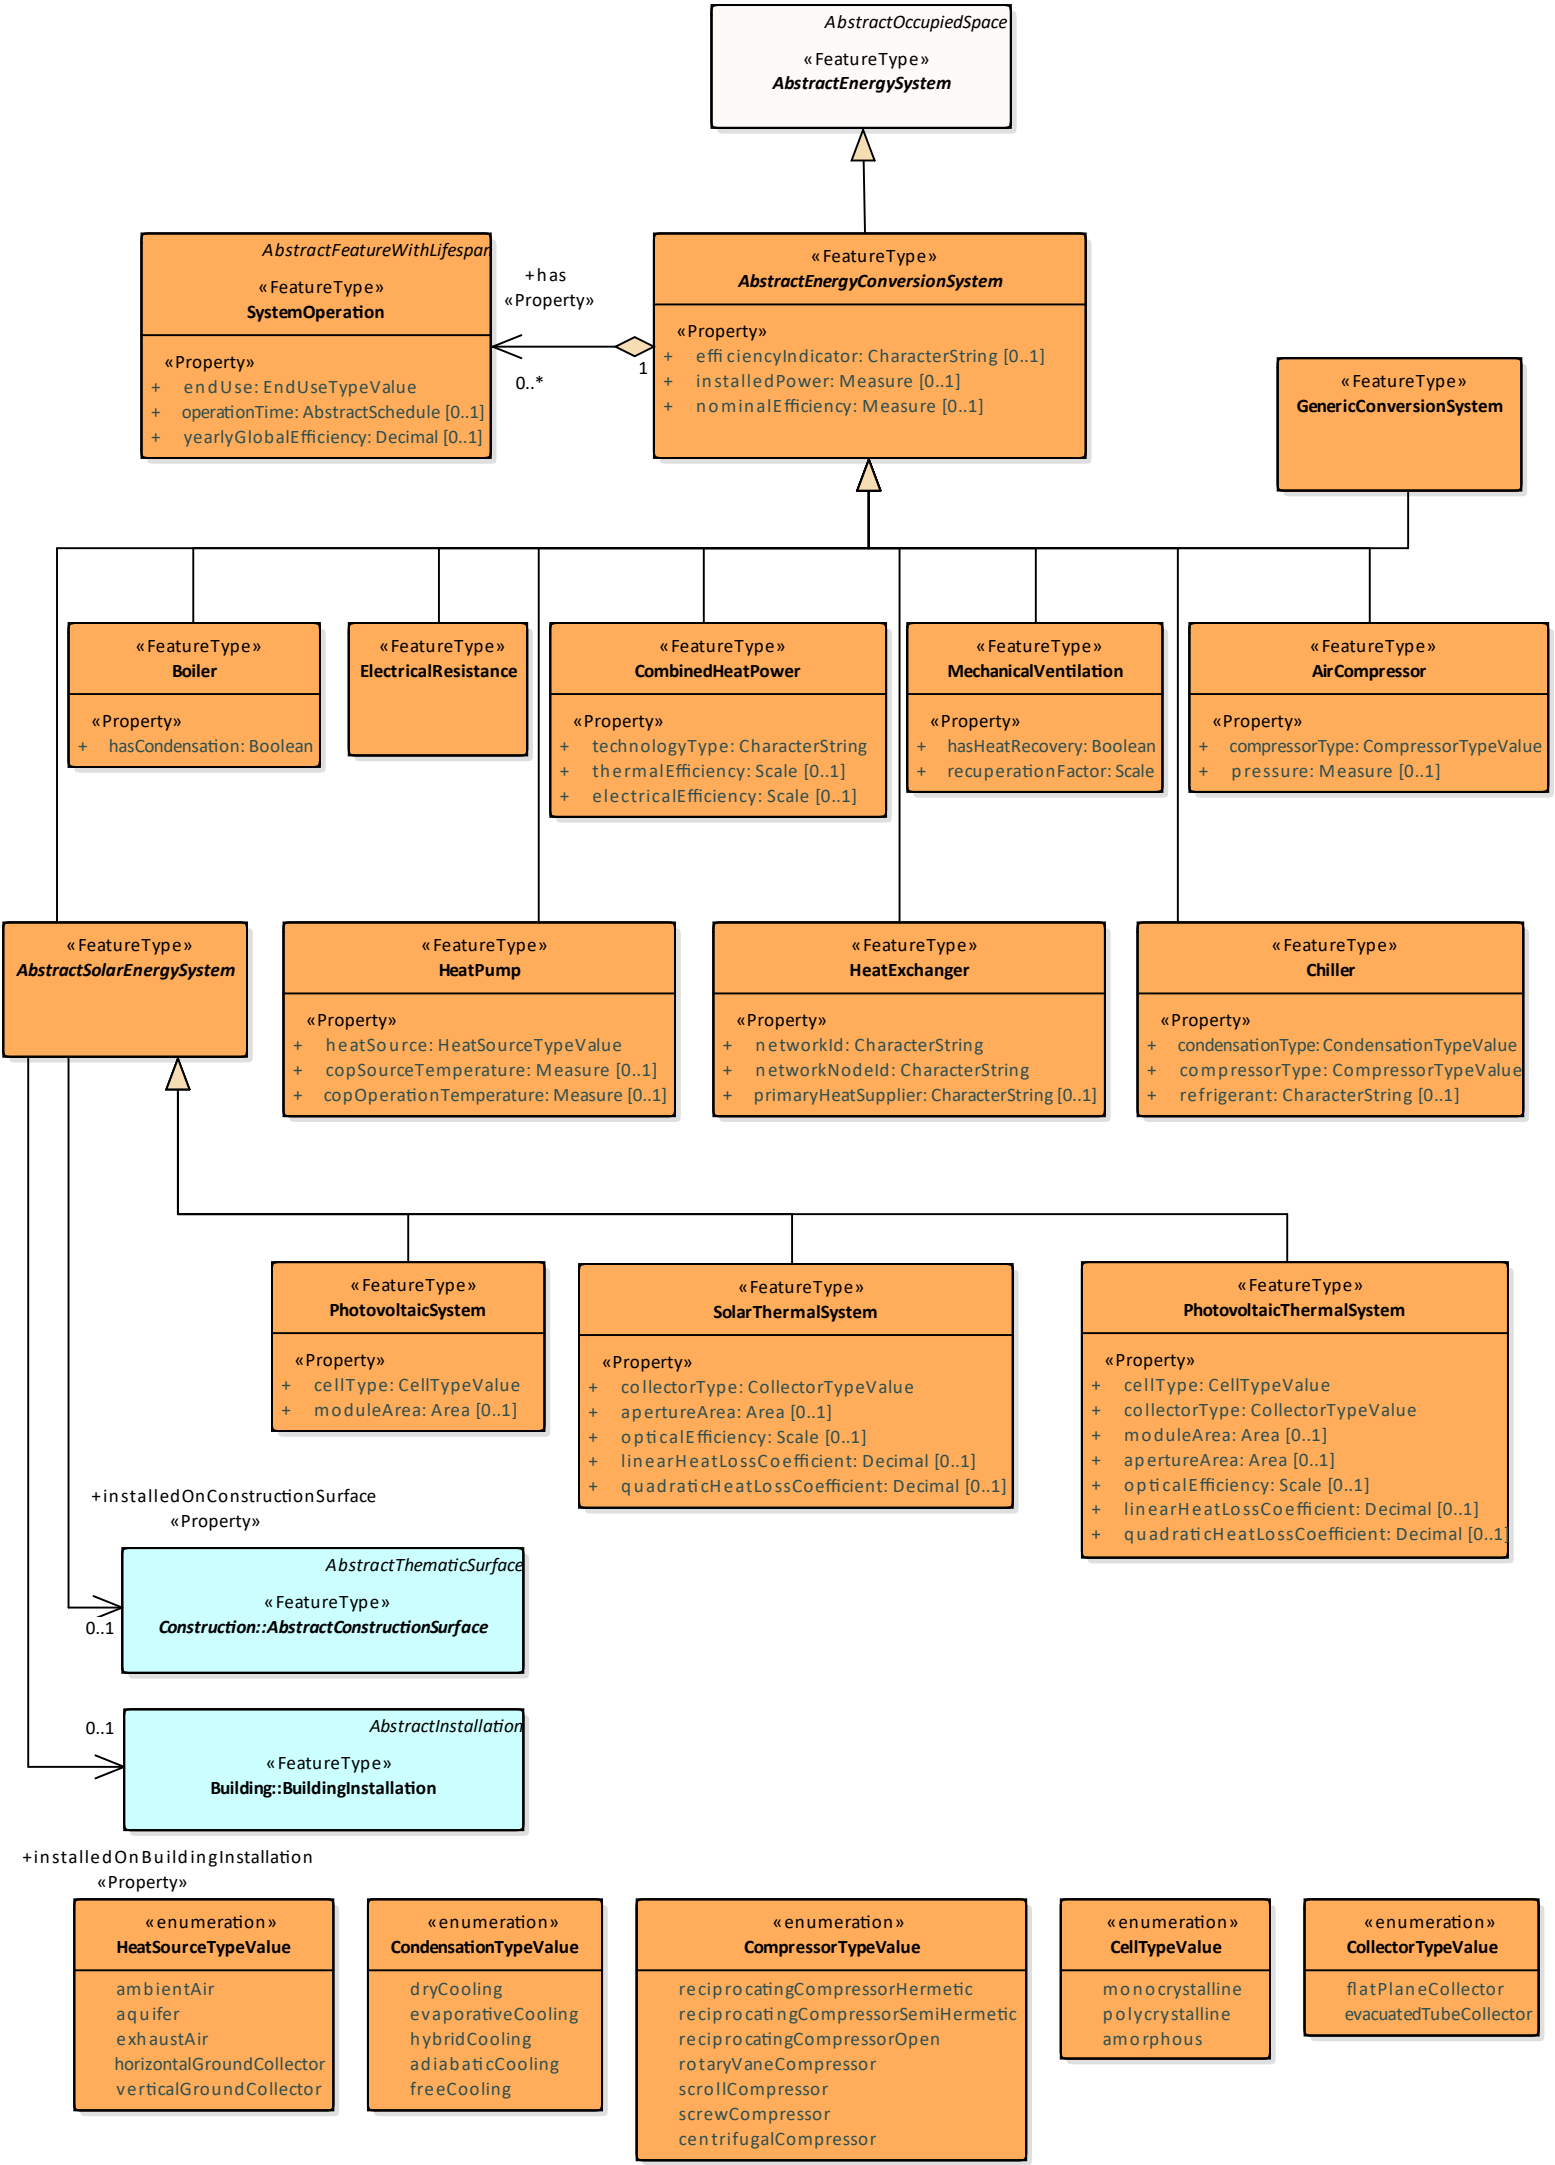 AbstractOccupiedSpace
«FeatureType»
AbstractEnergySystem
AbstractFeatureWithLifespan
«FeatureType»
SystemOperation
«Property»
+ endUse: EndUseTypeValue
+ operationTime: AbstractSchedule [0..1]
+ yearlyGlobalEfficiency: Decimal [0..1]
+has
«Property»
0..*
1
«FeatureType»
AbstractEnergyConversionSystem
«Property»
+ efficiencyIndicator: CharacterString [0..1]
+ installedPower: Measure [0..1]
+ nominalEfficiency: Measure [0..1]
«FeatureType»
GenericConversionSystem
«FeatureType»
Boiler
«Property»
+ hasCondensation: Boolean
«FeatureType»
ElectricalResistance
«FeatureType»
CombinedHeatPower
«Property»
+ technologyType: CharacterString
+ thermalEfficiency: Scale [0..1]
+ electricalEfficiency: Scale [0..1]
«FeatureType»
MechanicalVentilation
«Property»
+ hasHeatRecovery: Boolean
+ recuperationFactor: Scale
«FeatureType»
AirCompressor
«Property»
+ compressorType: CompressorTypeValue
+ pressure: Measure [0..1]
«FeatureType»
AbstractSolarEnergySystem
«FeatureType»
HeatPump
«Property»
+ heatSource: HeatSourceTypeValue
+ copSourceTemperature: Measure [0..1]
+ copOperationTemperature: Measure [0..1]
«FeatureType»
HeatExchanger
«Property»
+ networkId: CharacterString
+ networkNodeId: CharacterString
+ primaryHeatSupplier: CharacterString [0..1]
«FeatureType»
Chiller
«Property»
+ condensationType: CondensationTypeValue
+ compressorType: CompressorTypeValue
+ refrigerant: CharacterString [0..1]
«FeatureType»
PhotovoltaicSystem
«Property»
+ cellType: CellTypeValue
+ moduleArea: Area [0..1]
«FeatureType»
SolarThermalSystem
«Property»
+ collectorType: CollectorTypeValue
+ apertureArea: Area [0..1]
+ opticalEfficiency: Scale [0..1]
+ linearHeatLossCoefficient: Decimal [0..1]
+ quadraticHeatLossCoefficient: Decimal [0..1]
«FeatureType»
PhotovoltaicThermalSystem
«Property»
+ cellType: CellTypeValue
+ collectorType: CollectorTypeValue
+ moduleArea: Area [0..1]
+ apertureArea: Area [0..1]
+ opticalEfficiency: Scale [0..1]
+ linearHeatLossCoefficient: Decimal [0..1]
+ quadraticHeatLossCoefficient: Decimal [0..1]
+installedOnConstructionSurface
«Property»
0..1
AbstractThematicSurface
«FeatureType»
Construction::AbstractConstructionSurface
0..1
AbstractInstallation
«FeatureType»
Building::BuildingInstallation
+installedOnBuildingInstallation
«Property»
«enumeration»
HeatSourceTypeValue
ambientAir
aquifer
exhaustAir
horizontalGroundCollector
verticalGroundCollector
«enumeration»
CondensationTypeValue
dryCooling
evaporativeCooling
hybridCooling
adiabaticCooling
freeCooling
«enumeration»
CompressorTypeValue
reciprocatingCompressorHermetic
reciprocatingCompressorSemiHermetic
reciprocatingCompressorOpen
rotaryVaneCompressor
scrollCompressor
screwCompressor
centrifugalCompressor
«enumeration»
CellTypeValue
monocrystalline
polycrystalline
amorphous
«enumeration»
CollectorTypeValue
flatPlaneCollector
evacuatedTubeCollector